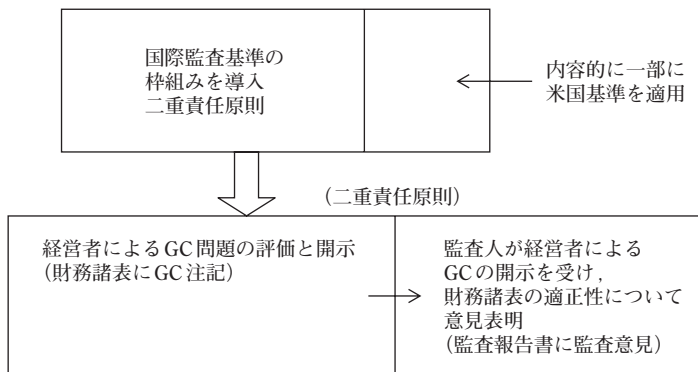 国際監査基準の
枠組みを導入
二重責任原則
内容的に一部に
米国基準を適用
（二重責任原則）
経営者によるGC問題の評価と開示
（財務諸表にGC注記）
監査人が経営者による
GCの開示を受け，
財務諸表の適正性について
意見表明
（監査報告書に監査意見）